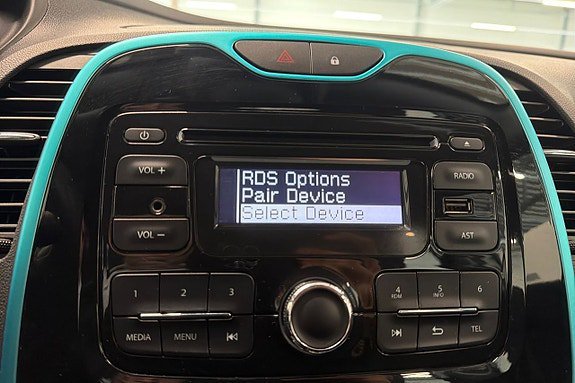 VOL +
RADIO
RDS Options
Pair Device
Select Device
VOL –
AST
1 2 3
4 RDM
5 INFO
6
MEDIA MENU
TEL